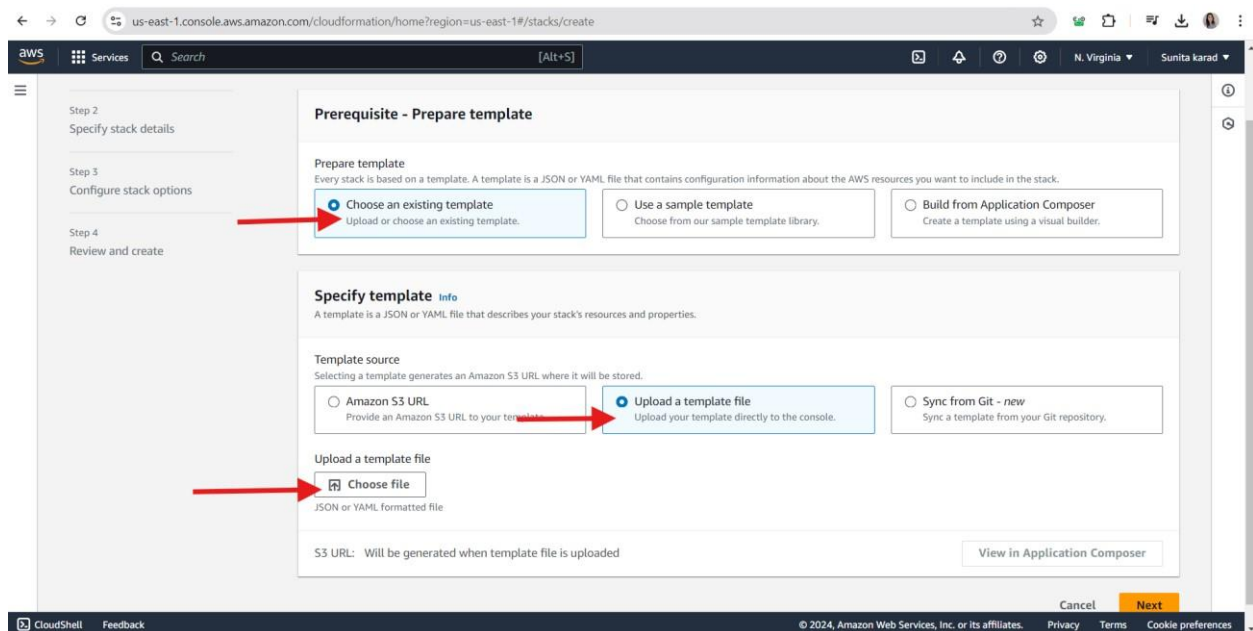 us-east-1.console.aws.amazon.com/cloudformation/home?region=us-east-1#/stacks/create
aws Services Search [Alt+S] N. Virginia ▼ Sunita karad ▼
Step 2
Specify stack details
Step 3
Configure stack options
Step 4
Review and create
Prerequisite - Prepare template
Prepare template
Every stack is based on a template. A template is a JSON or YAML file that contains configuration information about the AWS resources you want to include in the stack.
Choose an existing template
Upload or choose an existing template.
Use a sample template
Choose from our sample template library.
Build from Application Composer
Create a template using a visual builder.
Specify template Info
A template is a JSON or YAML file that describes your stack's resources and properties.
Template source
Selecting a template generates an Amazon S3 URL where it will be stored.
Amazon S3 URL
Provide an Amazon S3 URL to your template.
Upload a template file
Upload your template directly to the console.
Sync from Git - new
Sync a template from your Git repository.
Upload a template file
Choose file
JSON or YAML formatted file
S3 URL: Will be generated when template file is uploaded
View in Application Composer
Cancel Next
CloudShell Feedback © 2024, Amazon Web Services, Inc. or its affiliates. Privacy Terms Cookie preferences